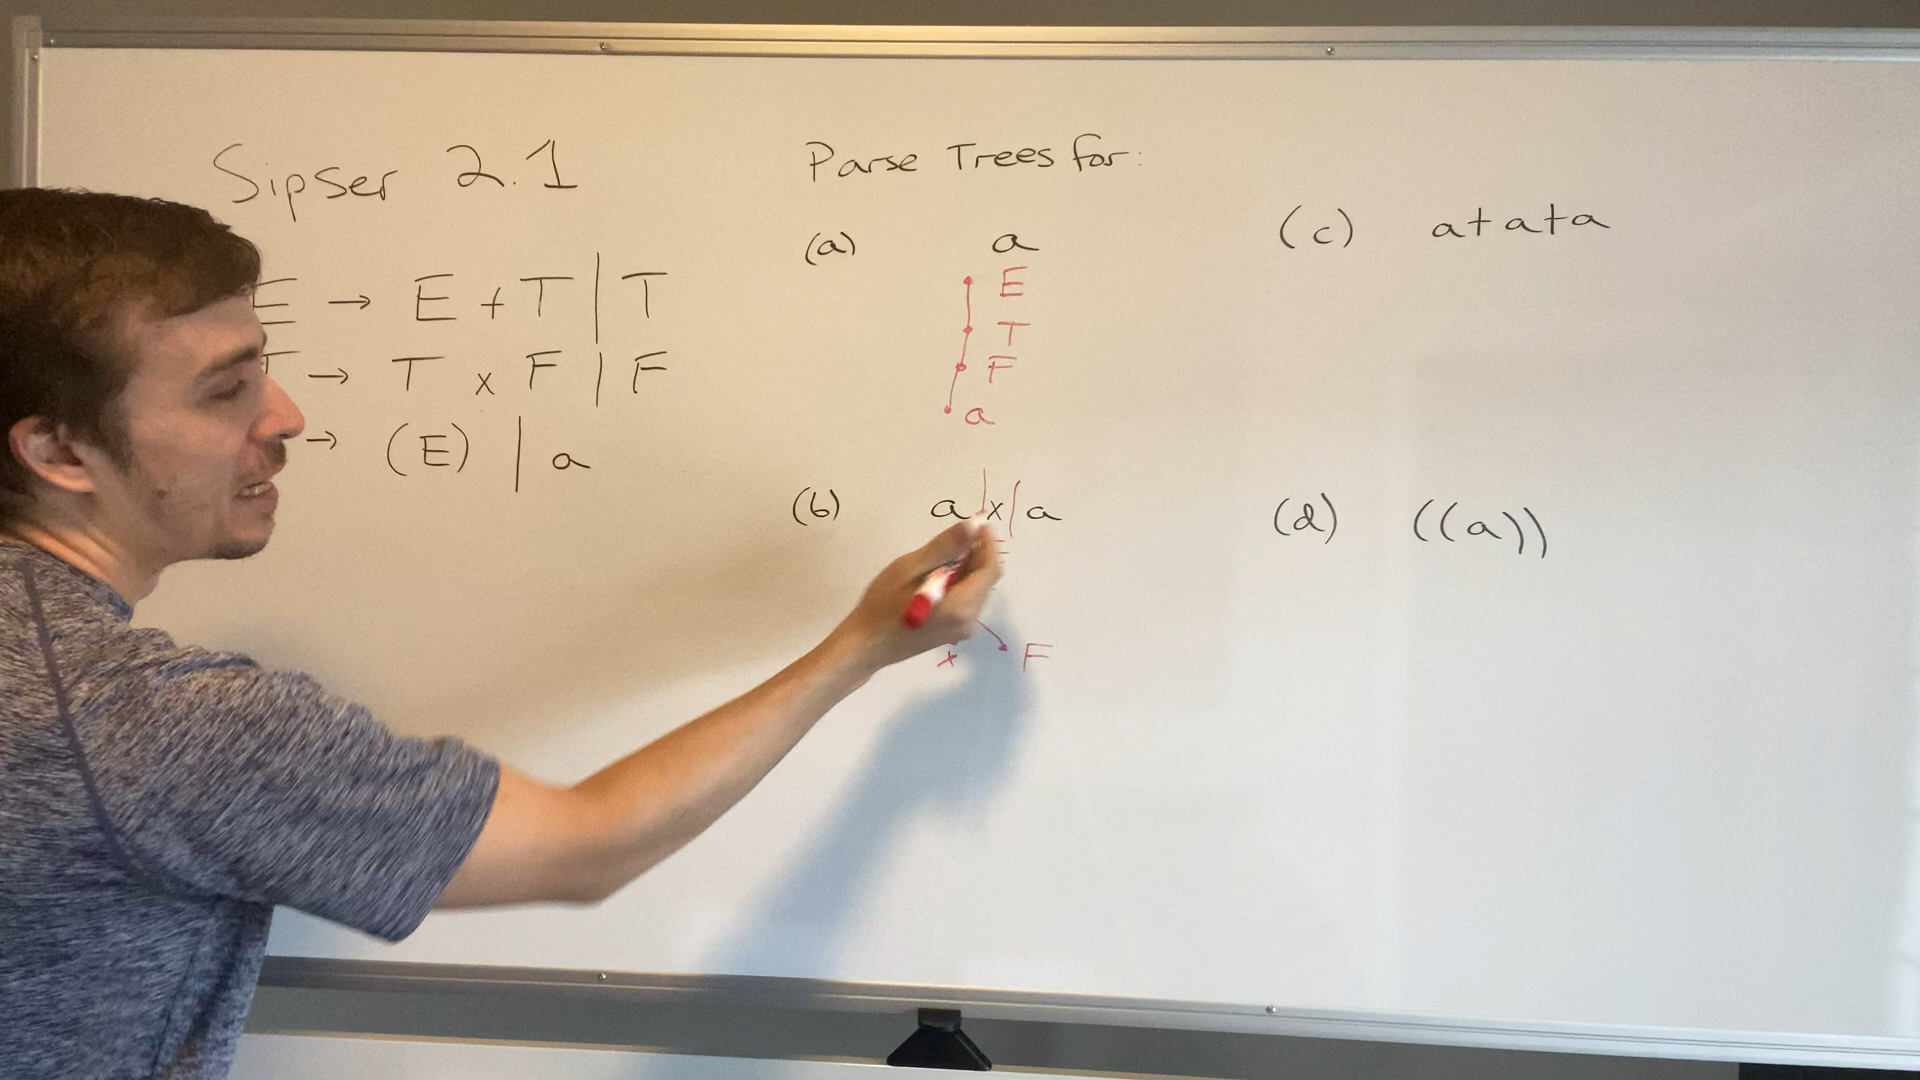 Sipser 2.1
E → E + T | T
T → T x F | F
→ (E) | a
Parse Trees for:
(a) a
E
T
F
a
(b) a | x | a
x F
(c) a+a+a
(d) ((a))